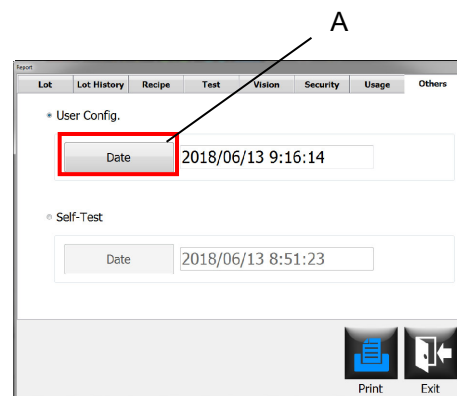 A
Report
Lot Lot History Recipe Test Vision Security Usage Others
User Config.
Date 2018/06/13 9:16:14
Self-Test
Date 2018/06/13 8:51:23
Print Exit